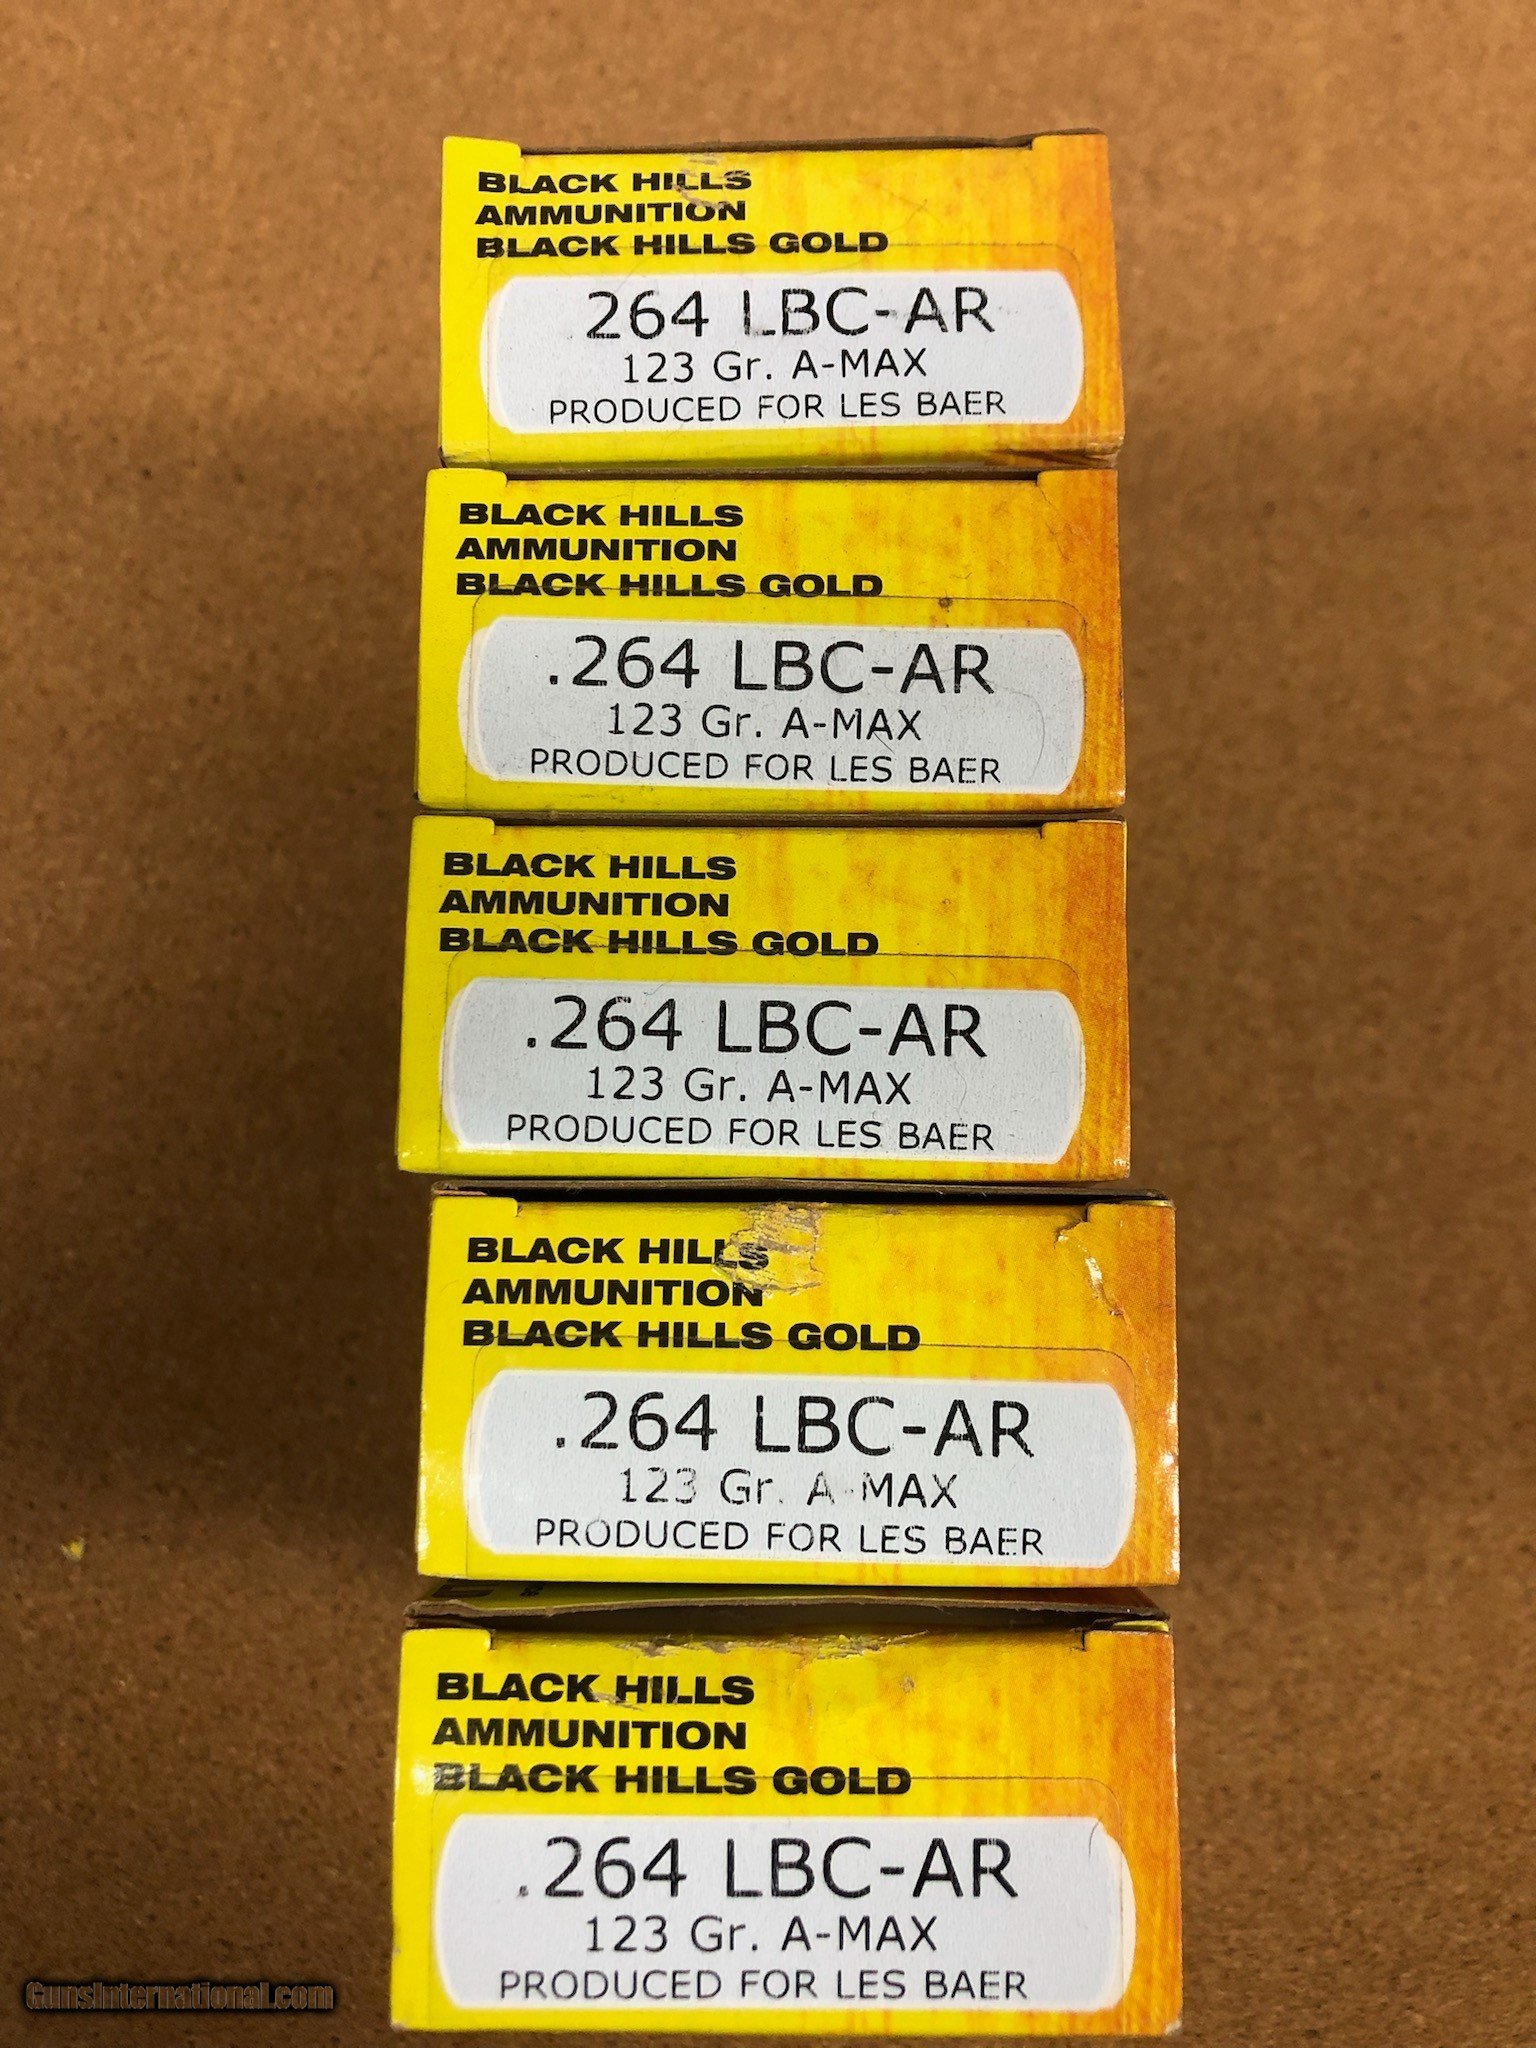 BLACK HILLS
AMMUNITION
BLACK HILLS GOLD
264 LBC-AR
123 Gr. A-MAX
PRODUCED FOR LES BAER
BLACK HILLS
AMMUNITION
BLACK HILLS GOLD
.264 LBC-AR
123 Gr. A-MAX
PRODUCED FOR LES BAER
BLACK HILLS
AMMUNITION
BLACK HILLS GOLD
.264 LBC-AR
123 Gr. A-MAX
PRODUCED FOR LES BAER
BLACK HILLS
AMMUNITION
BLACK HILLS GOLD
.264 LBC-AR
123 Gr. A-MAX
PRODUCED FOR LES BAER
BLACK HILLS
AMMUNITION
BLACK HILLS GOLD
.264 LBC-AR
123 Gr. A-MAX
PRODUCED FOR LES BAER
GunsInternational.com